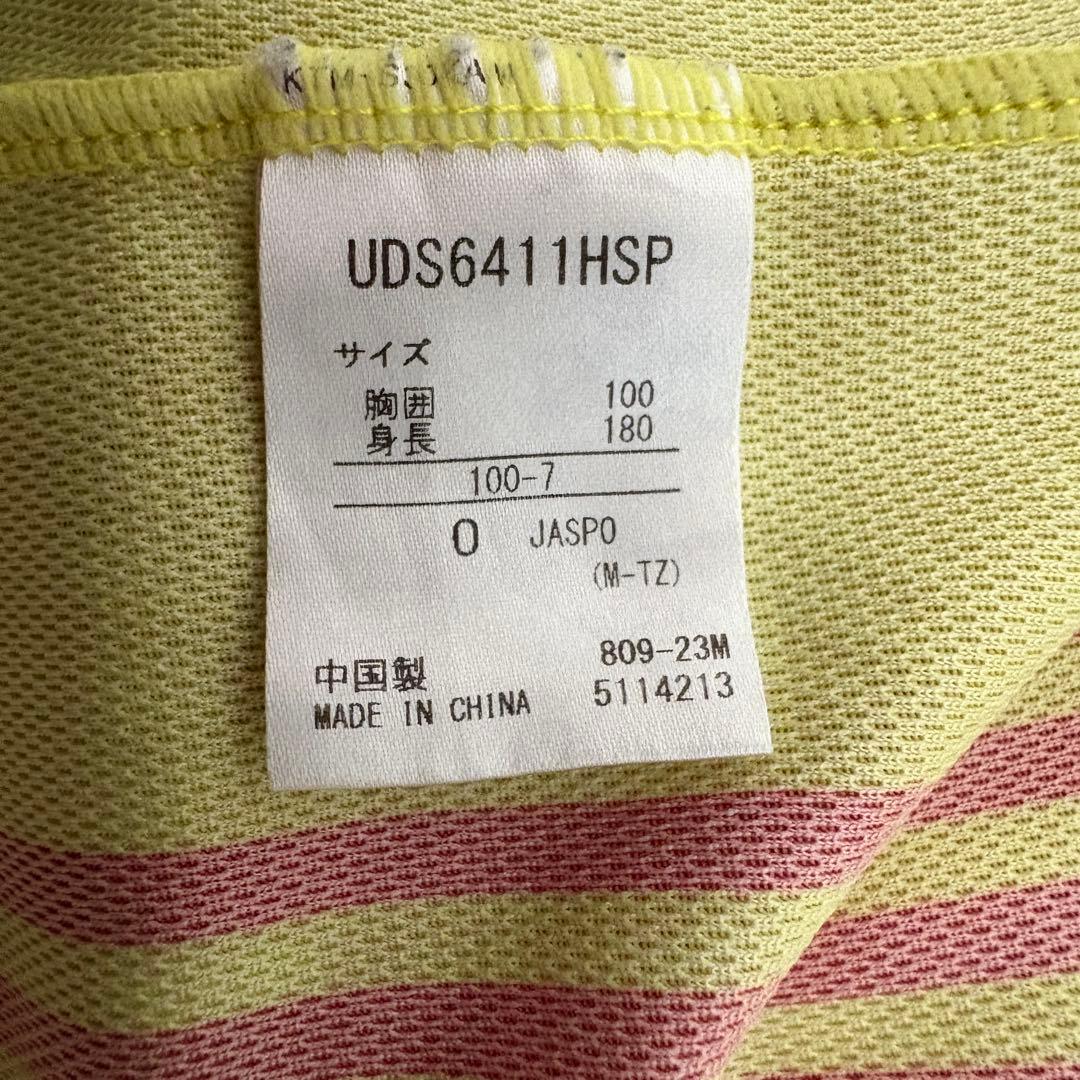 UDS6411HSP
サイズ
胸囲 100
身長 180
100-7
O JASPO
(M-TZ)
中国製 809-23M
MADE IN CHINA 5114213